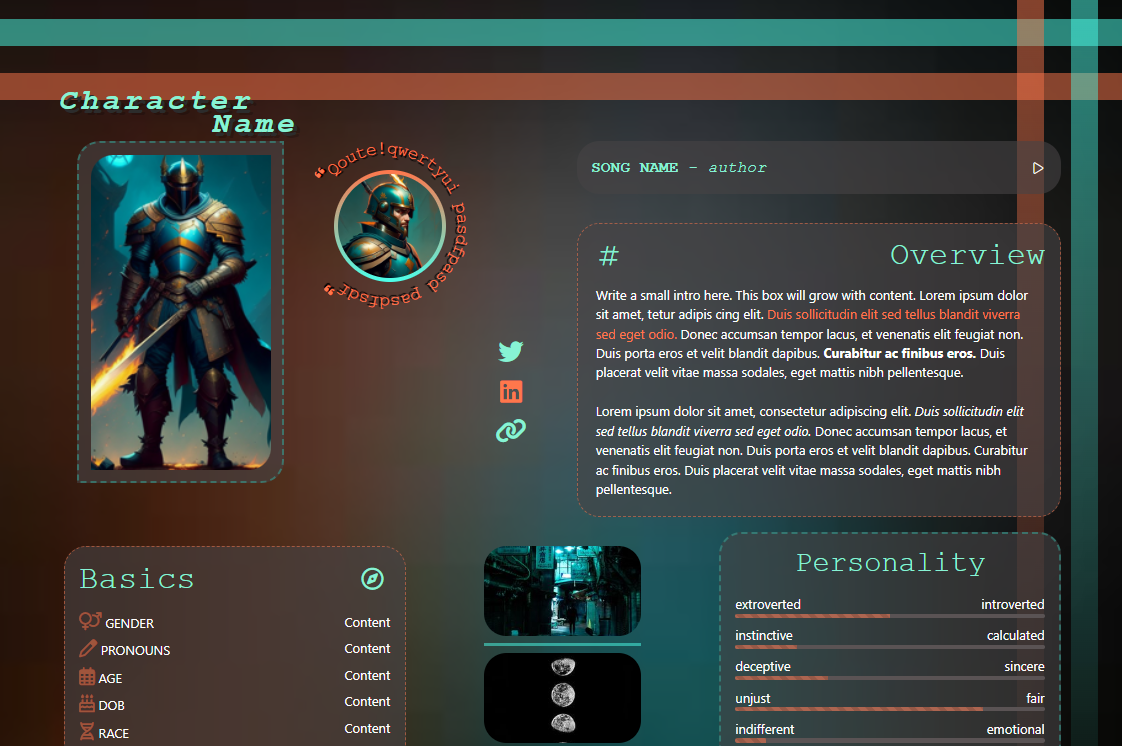 Character
Name
“Qoute!qwertyui pasdfpasd pasdfsdf“
SONG NAME - author
# Overview
Write a small intro here. This box will grow with content. Lorem ipsum dolor
sit amet, tetur adipis cing elit. Duis sollicitudin elit sed tellus blandit viverra
sed eget odio. Donec accumsan tempor lacus, et venenatis elit feugiat non.
Duis porta eros et velit blandit dapibus. Curabitur ac finibus eros. Duis
placerat velit vitae massa sodales, eget mattis nibh pellentesque.
Lorem ipsum dolor sit amet, consectetur adipiscing elit. Duis sollicitudin elit
sed tellus blandit viverra sed eget odio. Donec accumsan tempor lacus, et
venenatis elit feugiat non. Duis porta eros et velit blandit dapibus. Curabitur
ac finibus eros. Duis placerat velit vitae massa sodales, eget mattis nibh
pellentesque.
Basics
GENDER Content
PRONOUNS Content
AGE Content
DOB Content
RACE Content
Personality
extroverted introverted
instinctive calculated
deceptive sincere
unjust fair
indifferent emotional